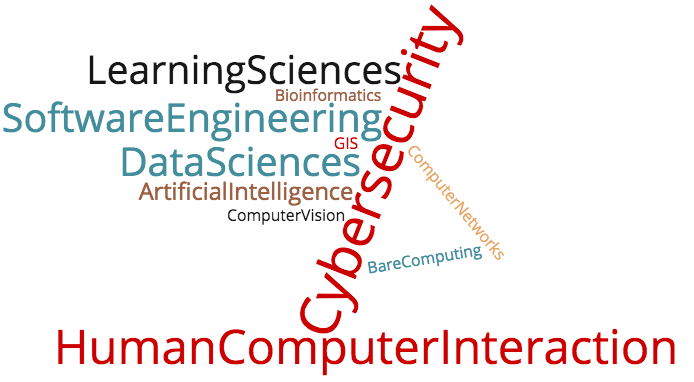 LearningSciences
Bioinformatics
SoftwareEngineering
GIS
DataSciences
ArtificialIntelligence
ComputerVision
Cybersecurity
ComputerNetworks
BareComputing
HumanComputerInteraction